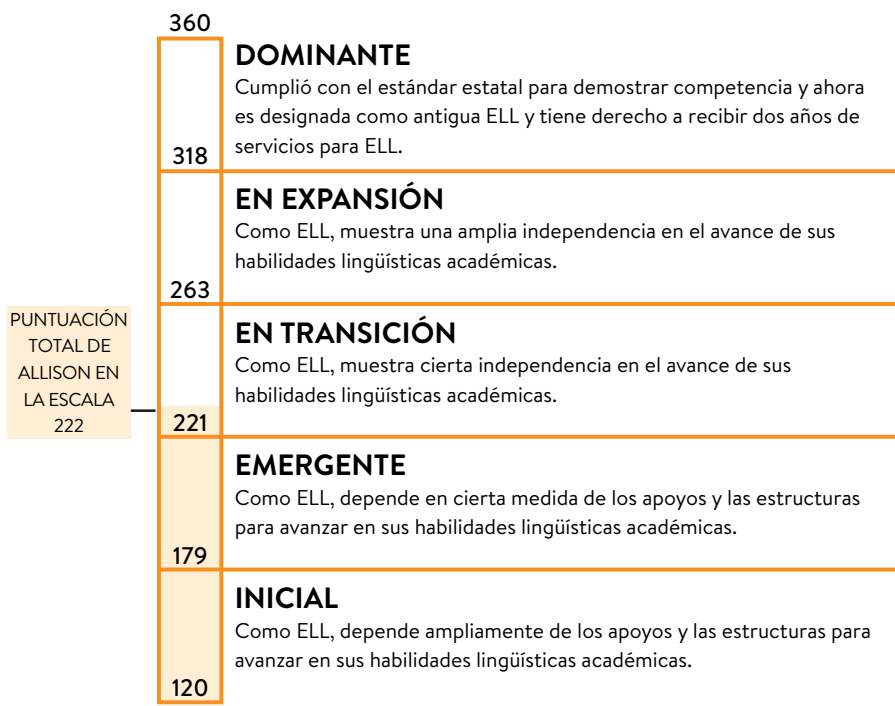 360
DOMINANTE
Cumplió con el estándar estatal para demostrar competencia y ahora
es designada como antigua ELL y tiene derecho a recibir dos años de
servicios para ELL.
318
EN EXPANSIÓN
Como ELL, muestra una amplia independencia en el avance de sus
habilidades lingüísticas académicas.
263
PUNTUACIÓN
TOTAL DE
ALLISON EN
LA ESCALA
222
EN TRANSICIÓN
Como ELL, muestra cierta independencia en el avance de sus
habilidades lingüísticas académicas.
221
EMERGENTE
Como ELL, depende en cierta medida de los apoyos y las estructuras
para avanzar en sus habilidades lingüísticas académicas.
179
INICIAL
Como ELL, depende ampliamente de los apoyos y las estructuras para
avanzar en sus habilidades lingüísticas académicas.
120